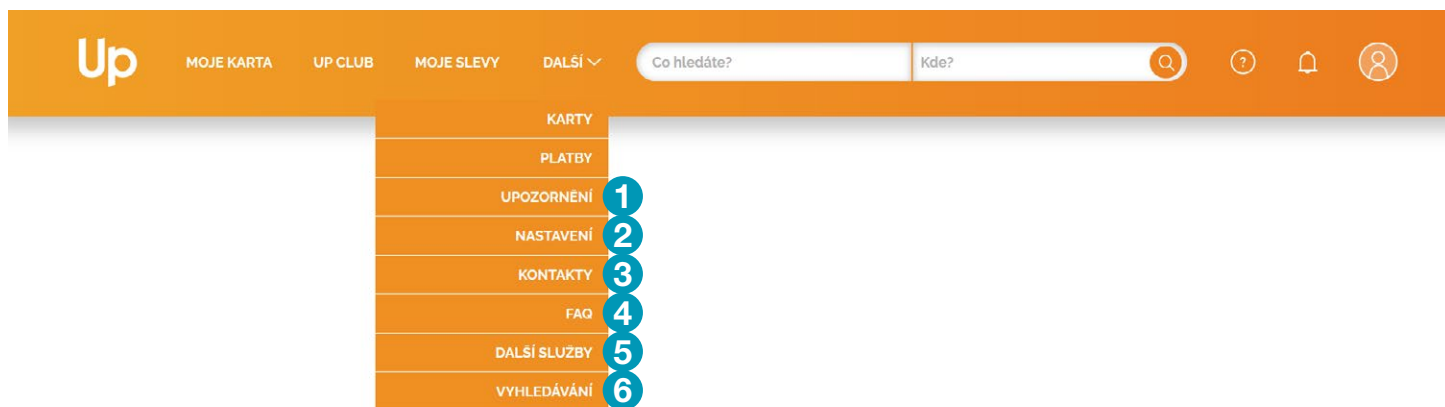 Up MOJE KARTA UP CLUB MOJE SLEVY DALŠÍ Co hledáte? Kde? ?
KARTY
PLATBY
UPOZORNĚNÍ 1
NASTAVENÍ 2
KONTAKTY 3
FAQ 4
DALŠÍ SLUŽBY 5
VYHLEDÁVÁNÍ 6